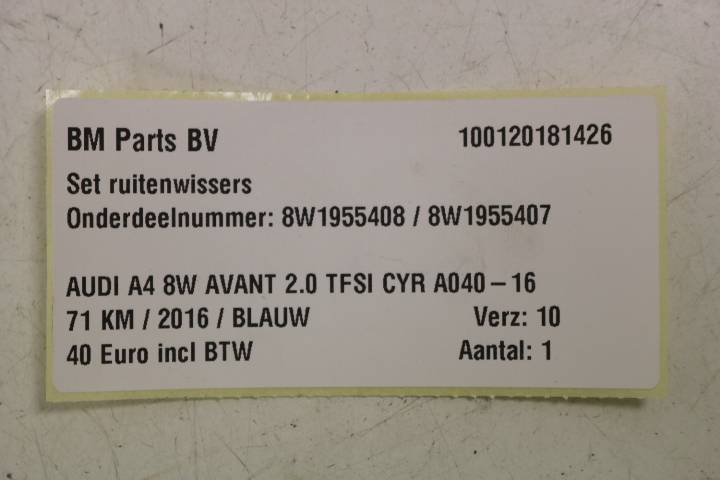 BM Parts BV 100120181426
Set ruitenwissers
Onderdeelnummer: 8W1955408 / 8W1955407
AUDI A4 8W AVANT 2.0 TFSI CYR A040 – 16
71 KM / 2016 / BLAUW Verz: 10
40 Euro incl BTW Aantal: 1